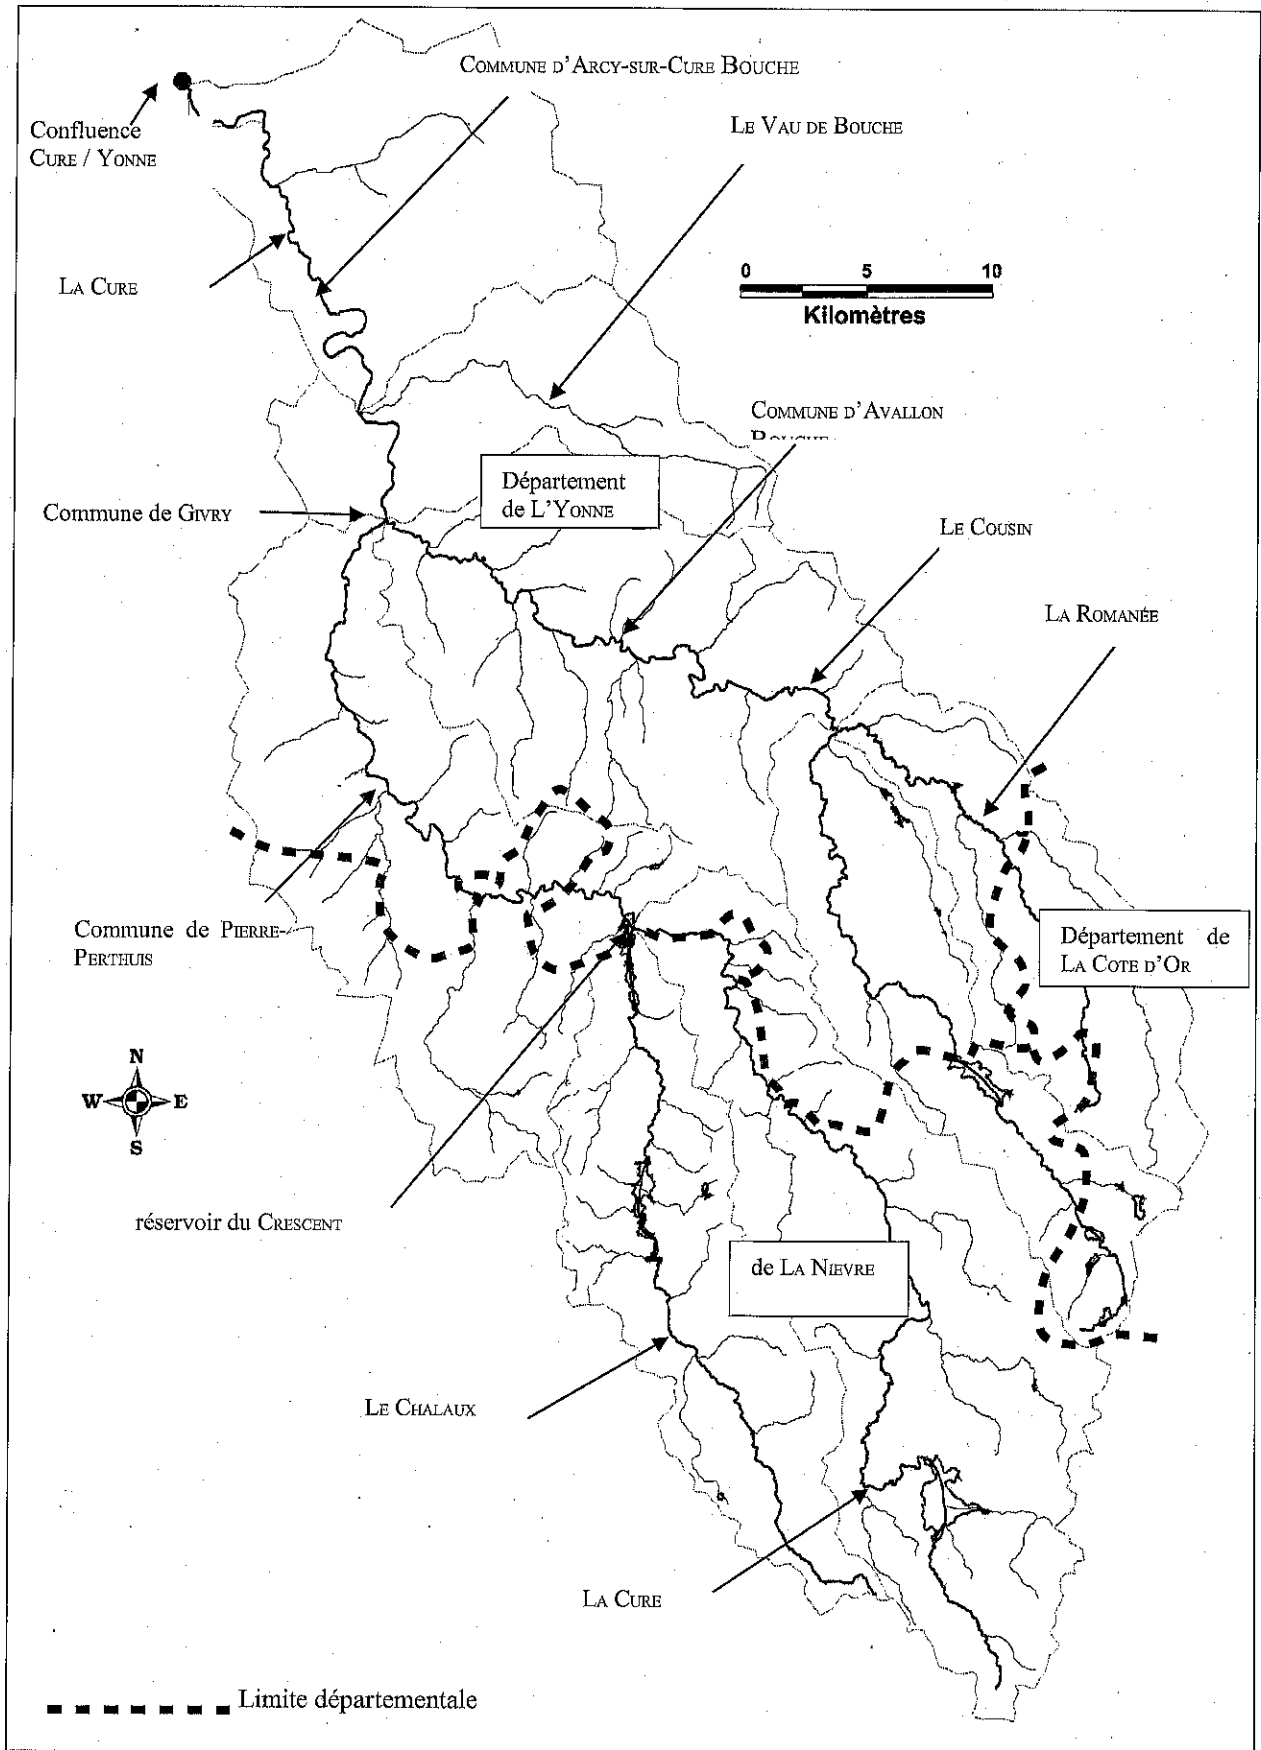 COMMUNE D'ARCY-SUR-CURE BOUCHE
LE VAU DE BOUCHE
Confluence
CURE / YONNE
0 5 10
Kilomètres
LA CURE
COMMUNE D'AVALLON
BOUCHE
Département
de L'YONNE
Commune de GIVRY
LE COUSIN
LA ROMANÉE
Commune de PIERRE-
PERTHUIS
Département de
LA COTE D'OR
N
W E
S
réservoir du CRESCENT
de LA NIEVRE
LE CHALAUX
LA CURE
Limite départementale